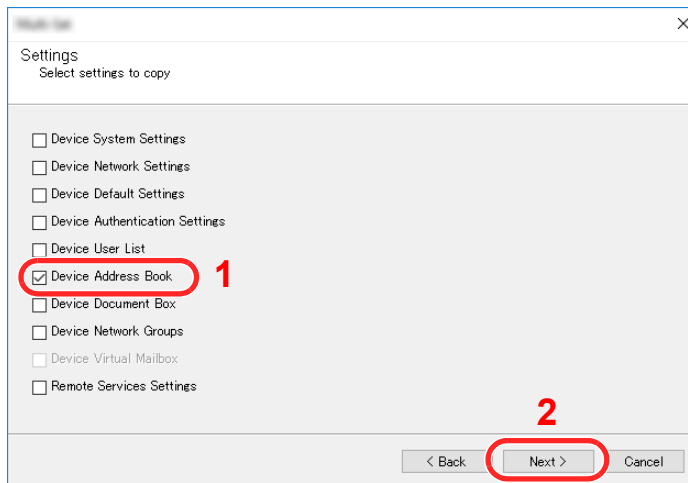 Settings
Select settings to copy
Device System Settings
Device Network Settings
Device Default Settings
Device Authentication Settings
Device User List
Device Address Book 1
Device Document Box
Device Network Groups
Device Virtual Mailbox
Remote Services Settings
2
< Back Next > Cancel